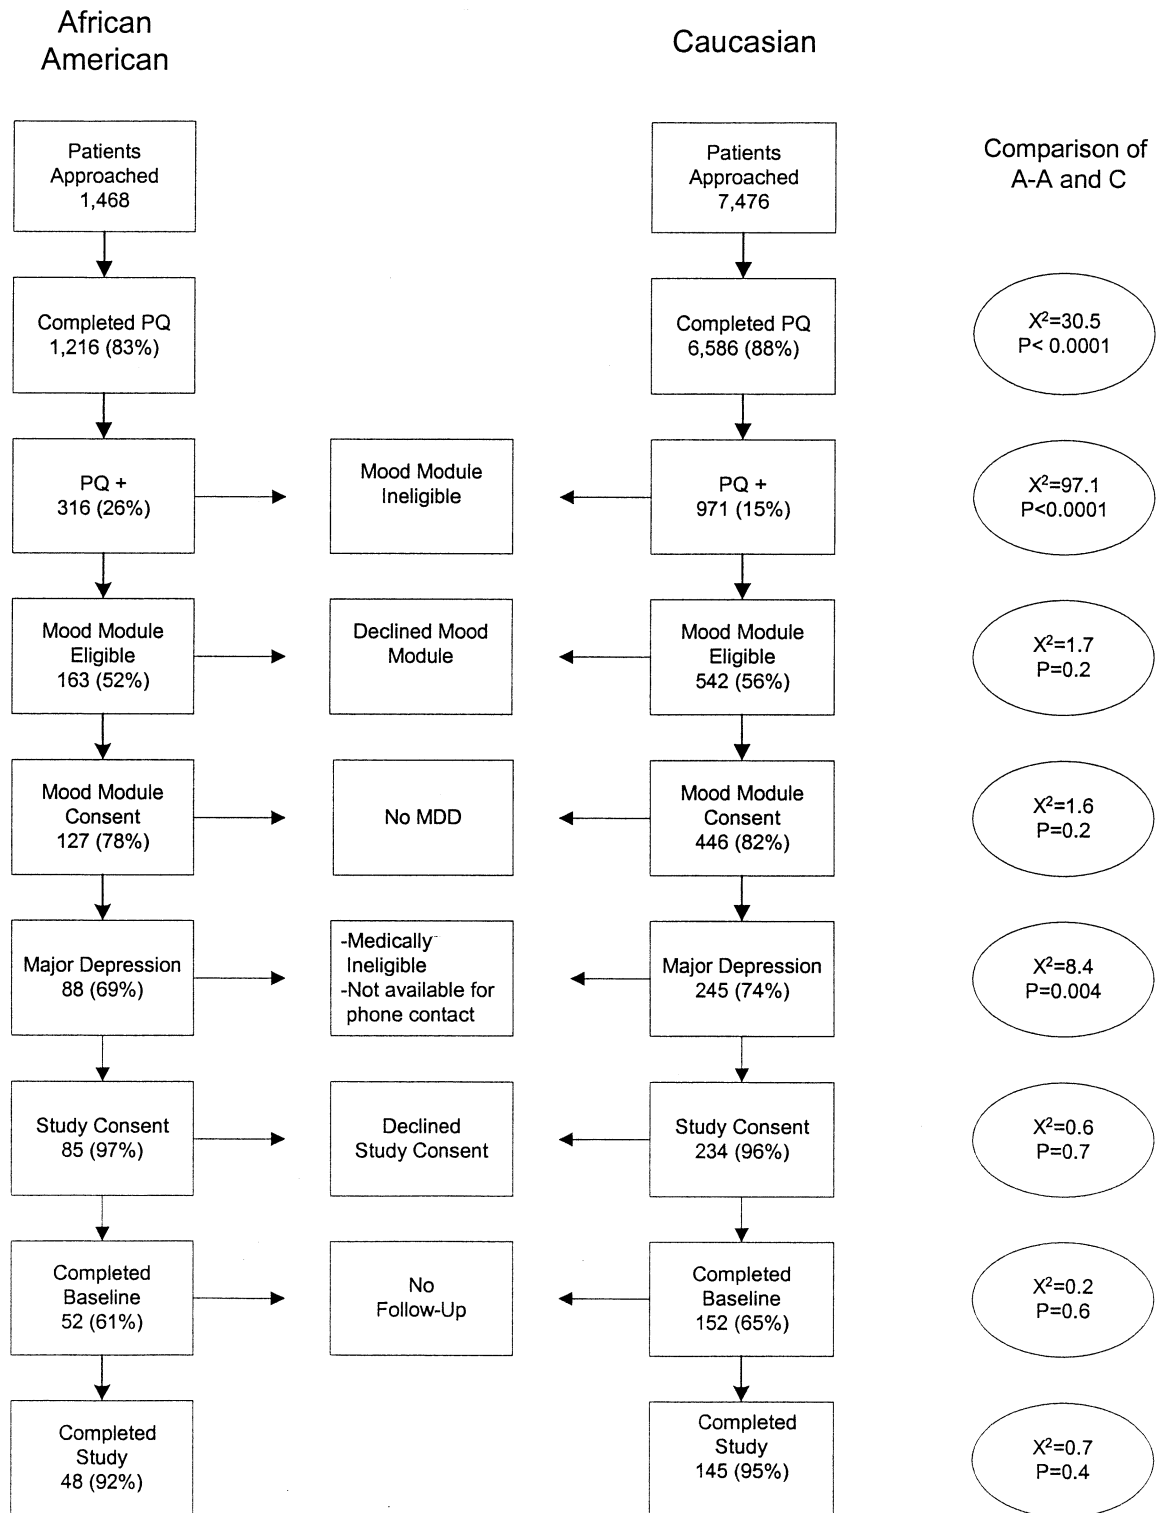 African
American
Caucasian
Patients
Approached
1,468
Patients
Approached
7,476
Comparison of
A-A and C
Completed PQ
1,216 (83%)
Completed PQ
6,586 (88%)
X²=30.5
P< 0.0001
PQ +
316 (26%)
Mood Module
Ineligible
PQ +
971 (15%)
X²=97.1
P<0.0001
Mood Module
Eligible
163 (52%)
Declined Mood
Module
Mood Module
Eligible
542 (56%)
X²=1.7
P=0.2
Mood Module
Consent
127 (78%)
No MDD
Mood Module
Consent
446 (82%)
X²=1.6
P=0.2
Major Depression
88 (69%)
-Medically
Ineligible
-Not available for
phone contact
Major Depression
245 (74%)
X²=8.4
P=0.004
Study Consent
85 (97%)
Declined
Study Consent
Study Consent
234 (96%)
X²=0.6
P=0.7
Completed
Baseline
52 (61%)
No
Follow-Up
Completed
Baseline
152 (65%)
X²=0.2
P=0.6
Completed
Study
48 (92%)
Completed
Study
145 (95%)
X²=0.7
P=0.4